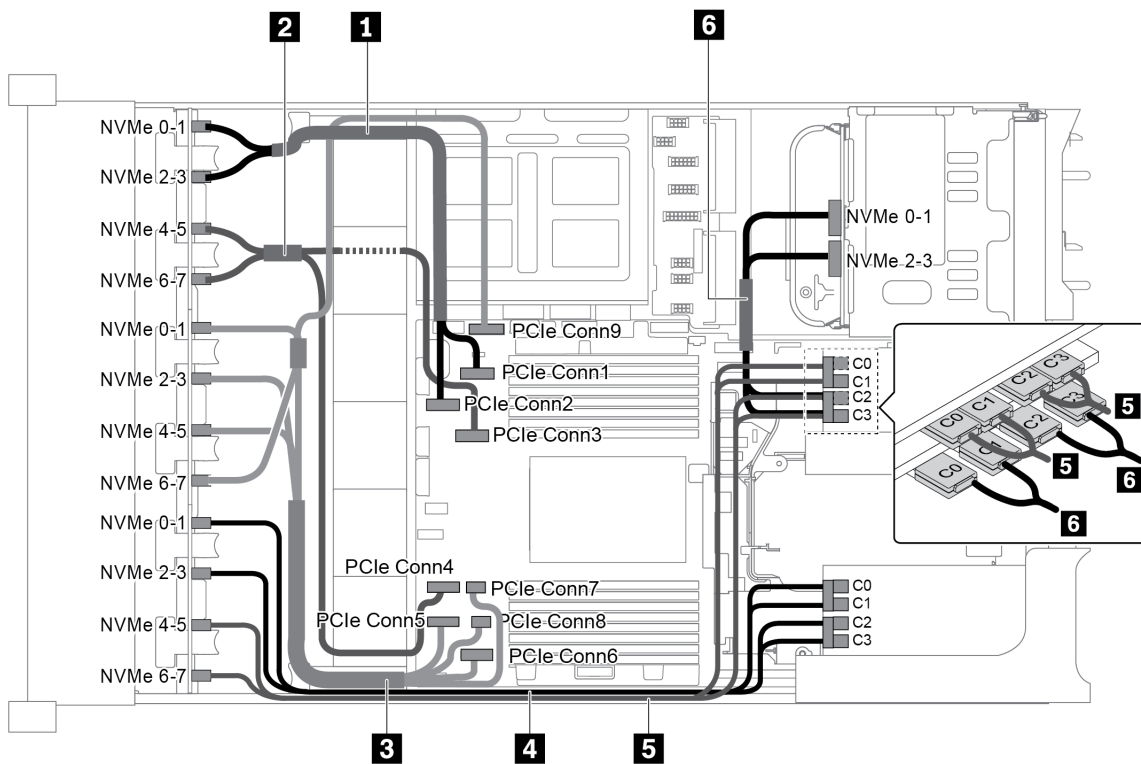 2
1
6
NVMe 0-1
NVMe 2-3
NVMe 4-5
NVMe 6-7
NVMe 0-1
NVMe 2-3
NVMe 4-5
NVMe 6-7
NVMe 0-1
NVMe 2-3
NVMe 4-5
NVMe 6-7
PCIe Conn9
PCIe Conn1
PCIe Conn2
PCIe Conn3
PCIe Conn4
PCIe Conn7
PCIe Conn5
PCIe Conn8
PCIe Conn6
NVMe 0-1
NVMe 2-3
6
C0
C1
C2
C3
C3
C2
C1
C0
C3
C2
C1
C0
5
5
6
6
C0
C1
C2
C3
3
4
5